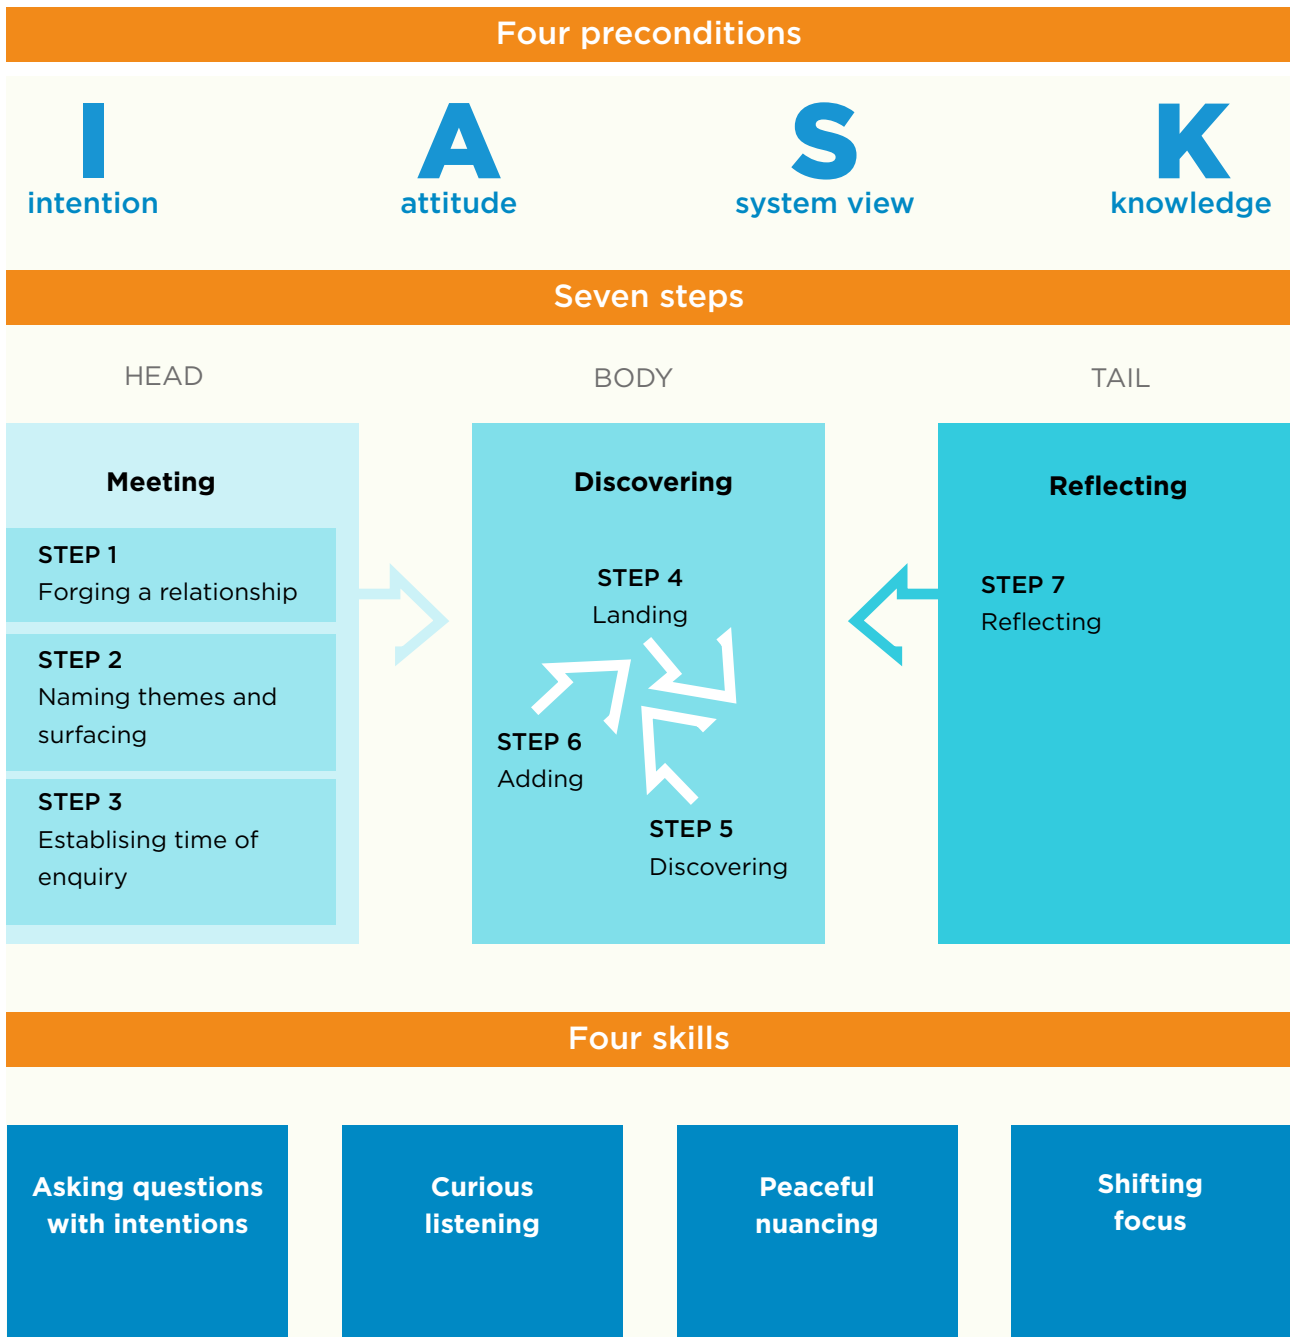 Four preconditions
I
A
S
K
intention
attitude
system view
knowledge
Seven steps
HEAD
BODY
TAIL
Meeting
STEP 1
Forging a relationship
STEP 2
Naming themes and
surfacing
STEP 3
Establising time of
enquiry
Discovering
STEP 4
Landing
STEP 6
Adding
STEP 5
Discovering
Reflecting
STEP 7
Reflecting
Four skills
Asking questions
with intentions
Curious
listening
Peaceful
nuancing
Shifting
focus